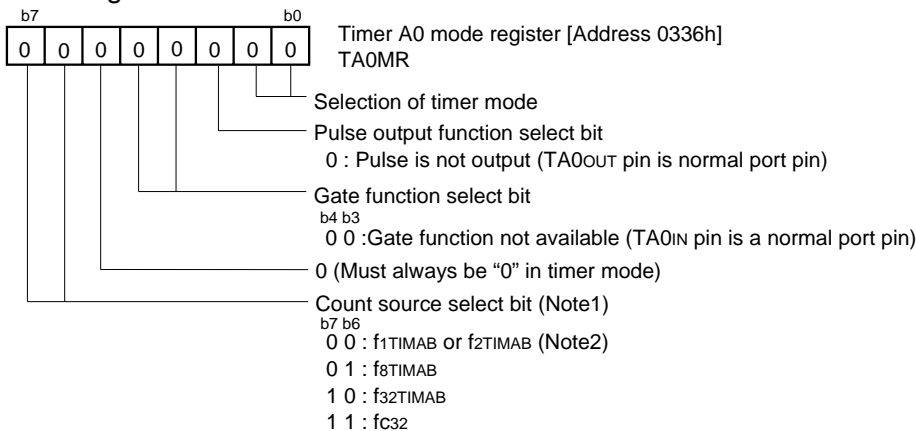 b7 b0
0 0 0 0 0 0 0 0
Timer A0 mode register [Address 0336h]
TA0MR
Selection of timer mode
Pulse output function select bit
0 : Pulse is not output (TA0OUT pin is normal port pin)
Gate function select bit
b4 b3
0 0 :Gate function not available (TA0IN pin is a normal port pin)
0 (Must always be “0” in timer mode)
Count source select bit (Note1)
b7 b6
0 0 : f1TIMAB or f2TIMAB (Note2)
0 1 : f8TIMAB
1 0 : f32TIMAB
1 1 : fC32